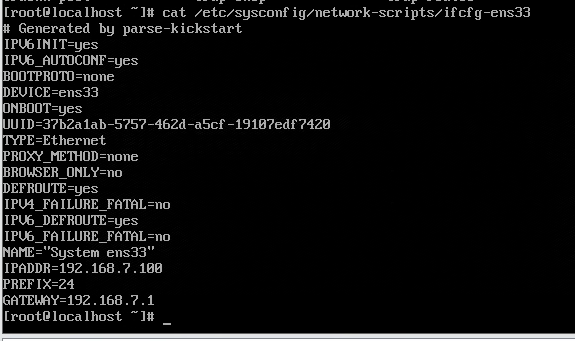 [root@localhost ~]# cat /etc/sysconfig/network-scripts/ifcfg-ens33
# Generated by parse-kickstart
IPV6INIT=yes
IPV6_AUTOCONF=yes
BOOTPROTO=none
DEVICE=ens33
ONBOOT=yes
UUID=37b2a1ab-5757-462d-a5cf-19107edf7420
TYPE=Ethernet
PROXY_METHOD=none
BROWSER_ONLY=no
DEFROUTE=yes
IPV4_FAILURE_FATAL=no
IPV6_DEFROUTE=yes
IPV6_FAILURE_FATAL=no
NAME="System ens33"
IPADDR=192.168.7.100
PREFIX=24
GATEWAY=192.168.7.1
[root@localhost ~]# _